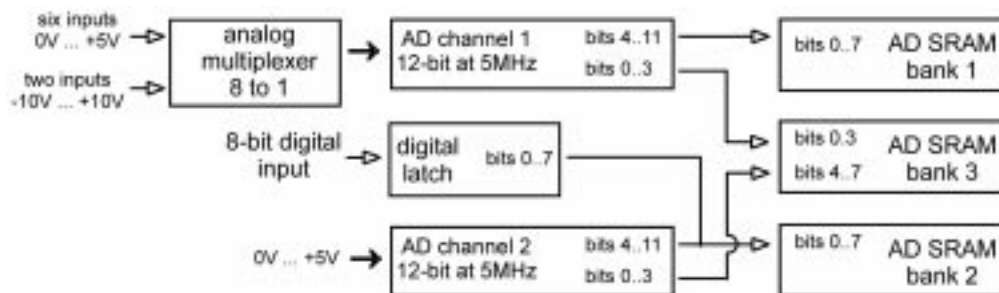 six inputs
0V ... +5V
two inputs
-10V ... +10V
analog
multiplexer
8 to 1
AD channel 1
12-bit at 5MHz
bits 4..11
bits 0..3
bits 0..7
AD SRAM
bank 1
8-bit digital
input
digital
latch
bits 0..7
bits 0.3
bits 4..7
AD SRAM
bank 3
0V ... +5V
AD channel 2
12-bit at 5MHz
bits 4..11
bits 0..3
bits 0..7
AD SRAM
bank 2